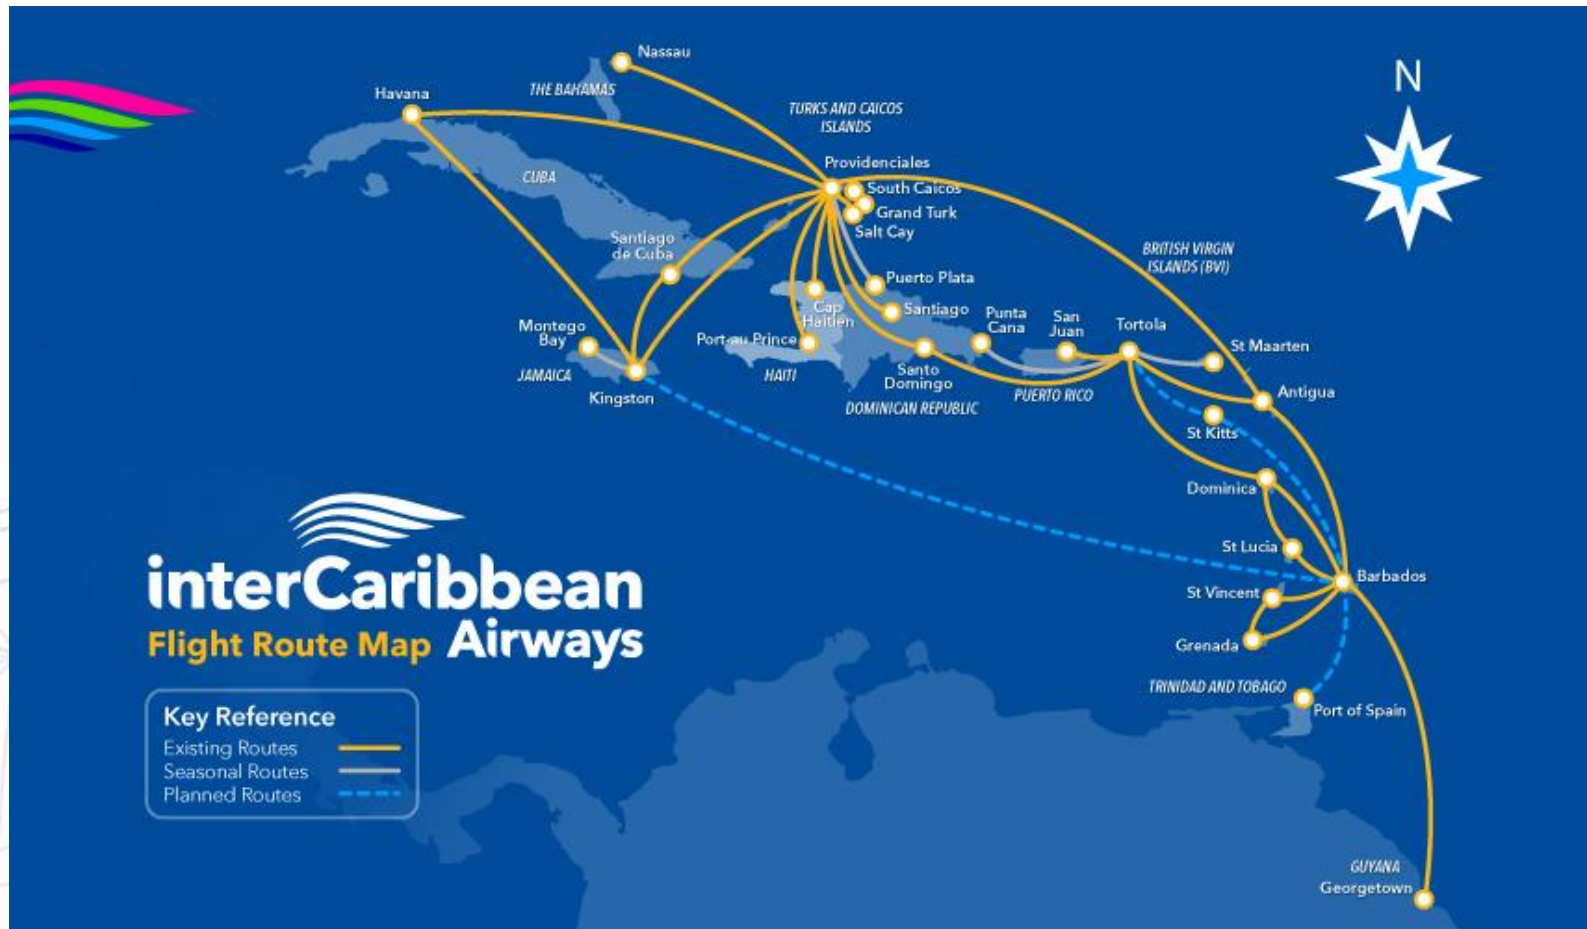 Nassau
Havana
THE BAHAMAS
TURKS AND CAICOS
ISLANDS
N
Providenciales
CUBA
South Caicos
Grand Turk
Salt Cay
Santiago
de Cuba
BRITISH VIRGIN
ISLANDS (BVI)
Puerto Plata
Cap
Haitien
Santiago
Punta
Cana
San
Juan
Tortola
Montego
Bay
Port-au Prince
St Maarten
JAMAICA
HAITI
Santo
Domingo
Kingston
DOMINICAN REPUBLIC
PUERTO RICO
Antigua
St Kitts
Dominica
St Lucia
Barbados
St Vincent
Grenada
TRINIDAD AND TOBAGO
Port of Spain
interCaribbean
Flight Route Map Airways
Key Reference
Existing Routes
Seasonal Routes
Planned Routes
GUYANA
Georgetown